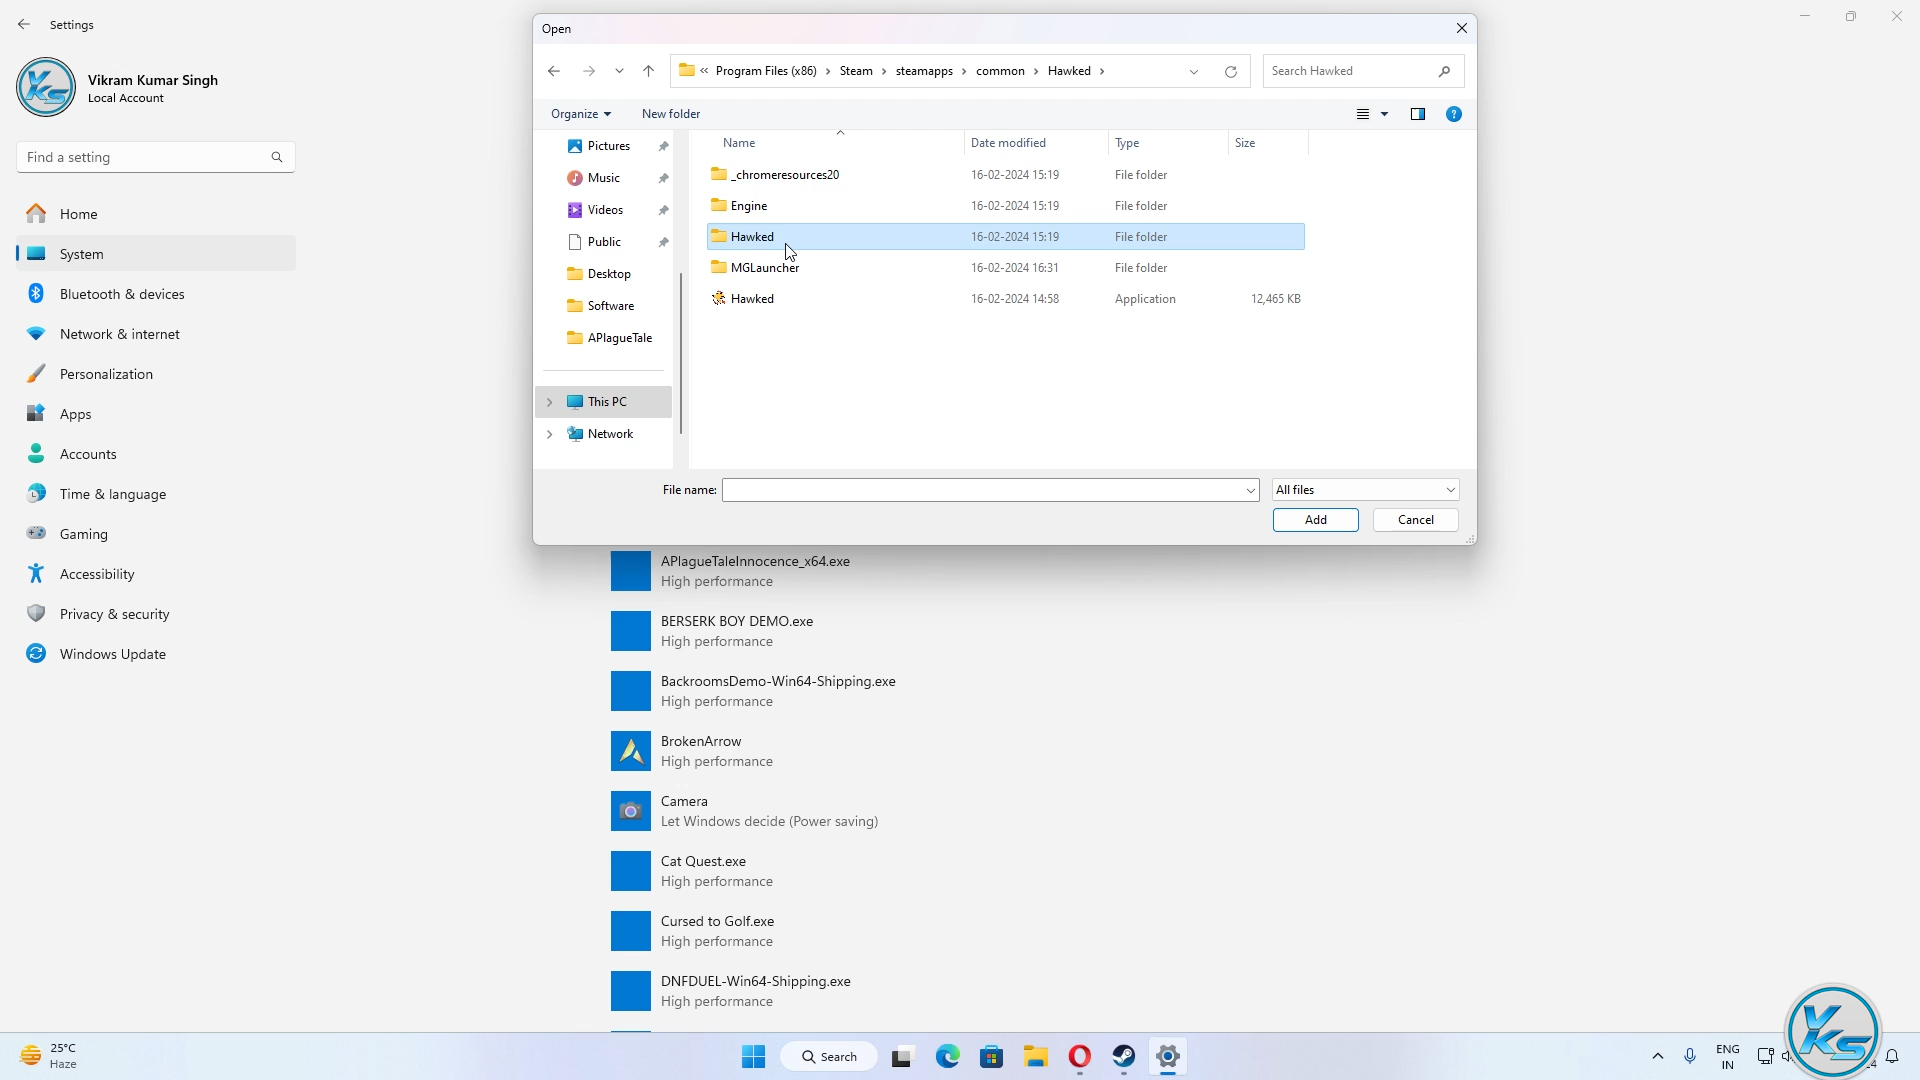 Settings
Vikram Kumar Singh
Local Account
Find a setting
Home
System
Bluetooth & devices
Network & internet
Personalization
Apps
Accounts
Time & language
Gaming
Accessibility
Privacy & security
Windows Update
Open
« Program Files (x86) › Steam › steamapps › common › Hawked ›
Search Hawked
Organize
New folder
Pictures
Music
Videos
Public
Desktop
Software
APlagueTale
This PC
Network
Name Date modified Type Size
_chromeresources20 16-02-2024 15:19 File folder
Engine 16-02-2024 15:19 File folder
Hawked 16-02-2024 15:19 File folder
MGLauncher 16-02-2024 16:31 File folder
Hawked 16-02-2024 14:58 Application 12,465 KB
File name:
All files
Add
Cancel
APlagueTaleInnocence_x64.exe
High performance
BERSERK BOY DEMO.exe
High performance
BackroomsDemo-Win64-Shipping.exe
High performance
BrokenArrow
High performance
Camera
Let Windows decide (Power saving)
Cat Quest.exe
High performance
Cursed to Golf.exe
High performance
DNFDUEL-Win64-Shipping.exe
High performance
25°C
Haze
Search
ENG
IN
VKS